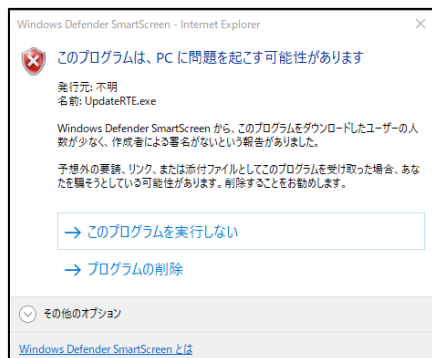 Windows Defender SmartScreen - Internet Explorer
このプログラムは、PC に問題を起こす可能性があります
発行元: 不明
名前: UpdateRTE.exe
Windows Defender SmartScreen から、このプログラムをダウンロードしたユーザーの人
数が少なく、作成者による署名がないという報告がありました。
予想外の要請、リンク、または添付ファイルとしてこのプログラムを受け取った場合、あな
たを騙そうとしている可能性があります。削除することをお勧めします。
→ このプログラムを実行しない
→ プログラムの削除
その他のオプション
Windows Defender SmartScreen とは